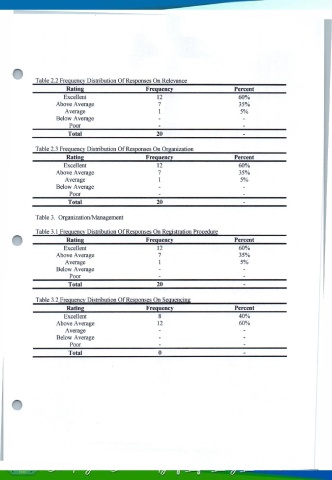 Table 2.2 Frequency Distribution Of Responses On Relevance
Rating Frequency Percent
Excellent 12 60%
Above Average 7 35%
Average 1 5%
Below Average - -
Poor - -
Total 20 -
Table 2.3 Frequency Distribution Of Responses On Organization
Rating Frequency Percent
Excellent 12 60%
Above Average 7 35%
Average 1 5%
Below Average - -
Poor - -
Total 20 -
Table 3. Organization/Management
Table 3.1 Frequency Distribution Of Responses On Registration Procedure
Rating Frequency Percent
Excellent 12 60%
Above Average 7 35%
Average 1 5%
Below Average - -
Poor - -
Total 20 -
Table 3.2 Frequency Distribution Of Responses On Sequencing
Rating Frequency Percent
Excellent 8 40%
Above Average 12 60%
Average - -
Below Average - -
Poor - -
Total 0 -